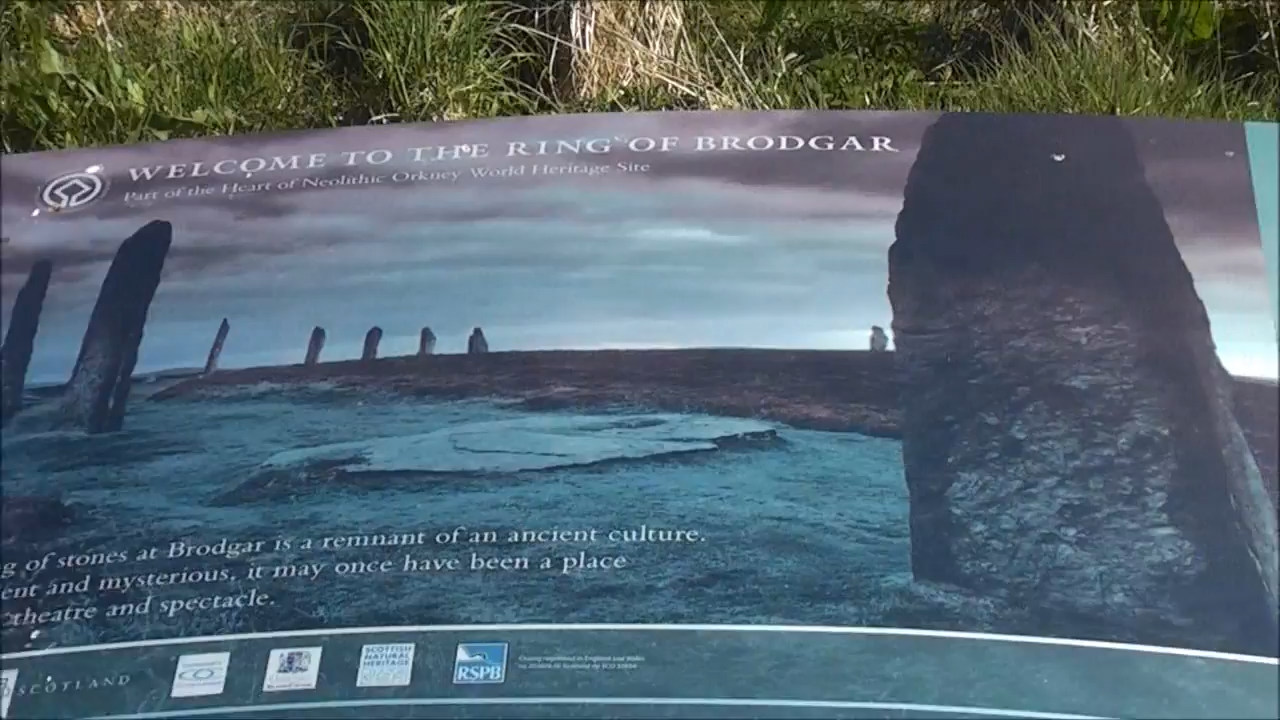 WELCOME TO THE RING OF BRODGAR
Part of the Heart of Neolithic Orkney World Heritage Site
g of stones at Brodgar is a remnant of an ancient culture.
ent and mysterious, it may once have been a place
theatre and spectacle.
SCOTLAND
SCOTTISH
NATURAL
HERITAGE
RSPB